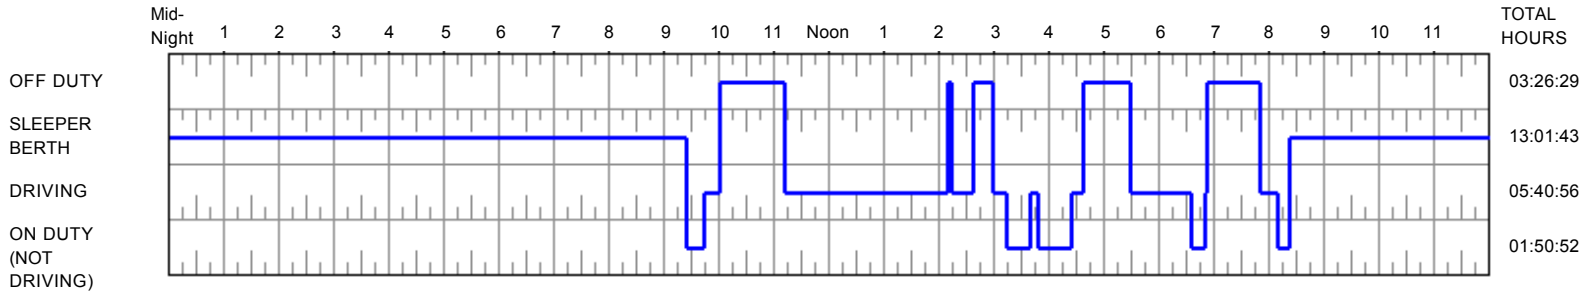 Mid-
Night 1 2 3 4 5 6 7 8 9 10 11 Noon 1 2 3 4 5 6 7 8 9 10 11
TOTAL
HOURS
OFF DUTY 03:26:29
SLEEPER
BERTH 13:01:43
DRIVING 05:40:56
ON DUTY
(NOT 01:50:52
DRIVING)